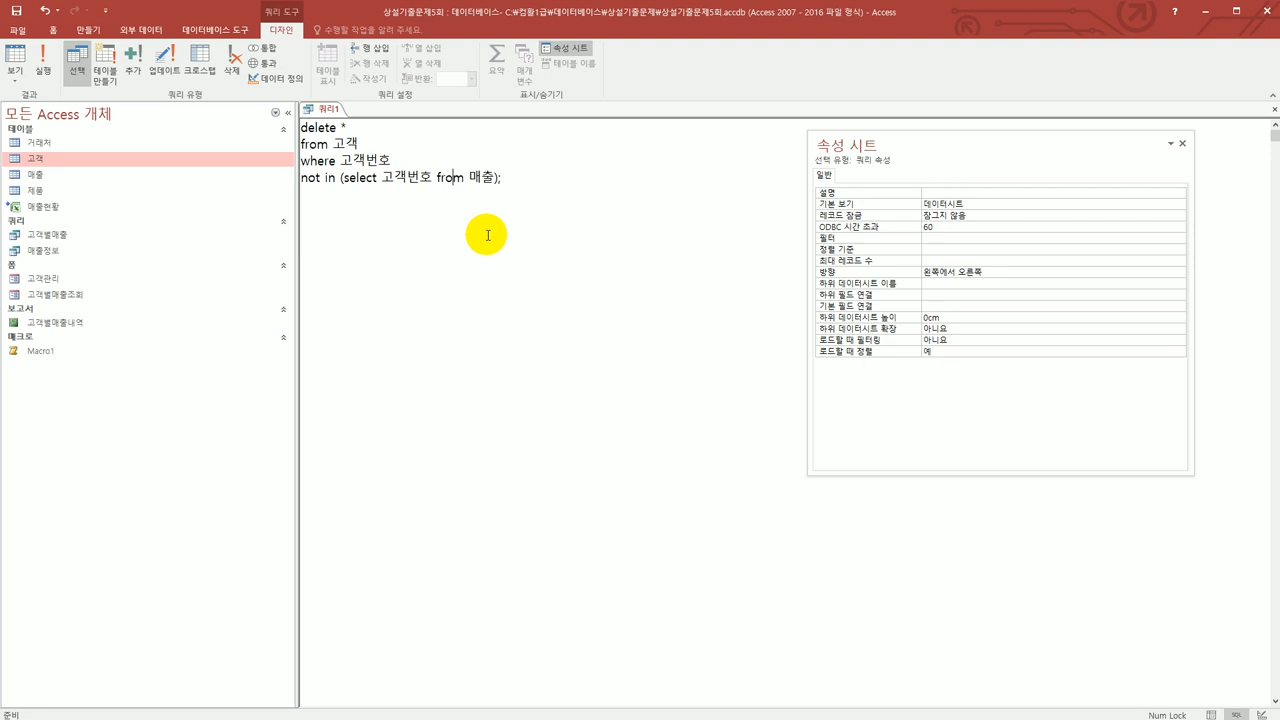 쿼리 도구
상설기출문제5회 : 데이터베이스- C:₩컴활1급₩데이터베이스₩상설기출문제₩상설기출문제5회.accdb (Access 2007 - 2016 파일 형식) - Access
파일 홈 만들기 외부 데이터 데이터베이스 도구 디자인 수행할 작업을 알려 주세요.
보기 실행 선택 테이블 만들기 추가 업데이트 크로스탭 삭제 통합 통과 데이터 정의
테이블 표시 행 삽입 행 삭제 작성기 열 삽입 열 삭제 반환:
요약 매개 변수 속성 시트 테이블 이름
결과 쿼리 유형 쿼리 설정 표시/숨기기
모든 Access 개체
테이블
거래처
고객
매출
제품
매출현황
쿼리
고객별매출
매출정보
폼
고객관리
고객별매출조회
보고서
고객별매출내역
매크로
Macro1
쿼리1
delete *
from 고객
where 고객번호
not in (select 고객번호 from 매출);
속성 시트
선택 유형: 쿼리 속성
일반
설명
기본 보기 데이터시트
레코드 잠금 잠그지 않음
ODBC 시간 초과 60
필터
정렬 기준
최대 레코드 수
방향 왼쪽에서 오른쪽
하위 데이터시트 이름
하위 필드 연결
기본 필드 연결
하위 데이터시트 높이 0cm
하위 데이터시트 확장 아니요
로드할 때 필터링 아니요
로드할 때 정렬 예
준비
Num Lock
SQL